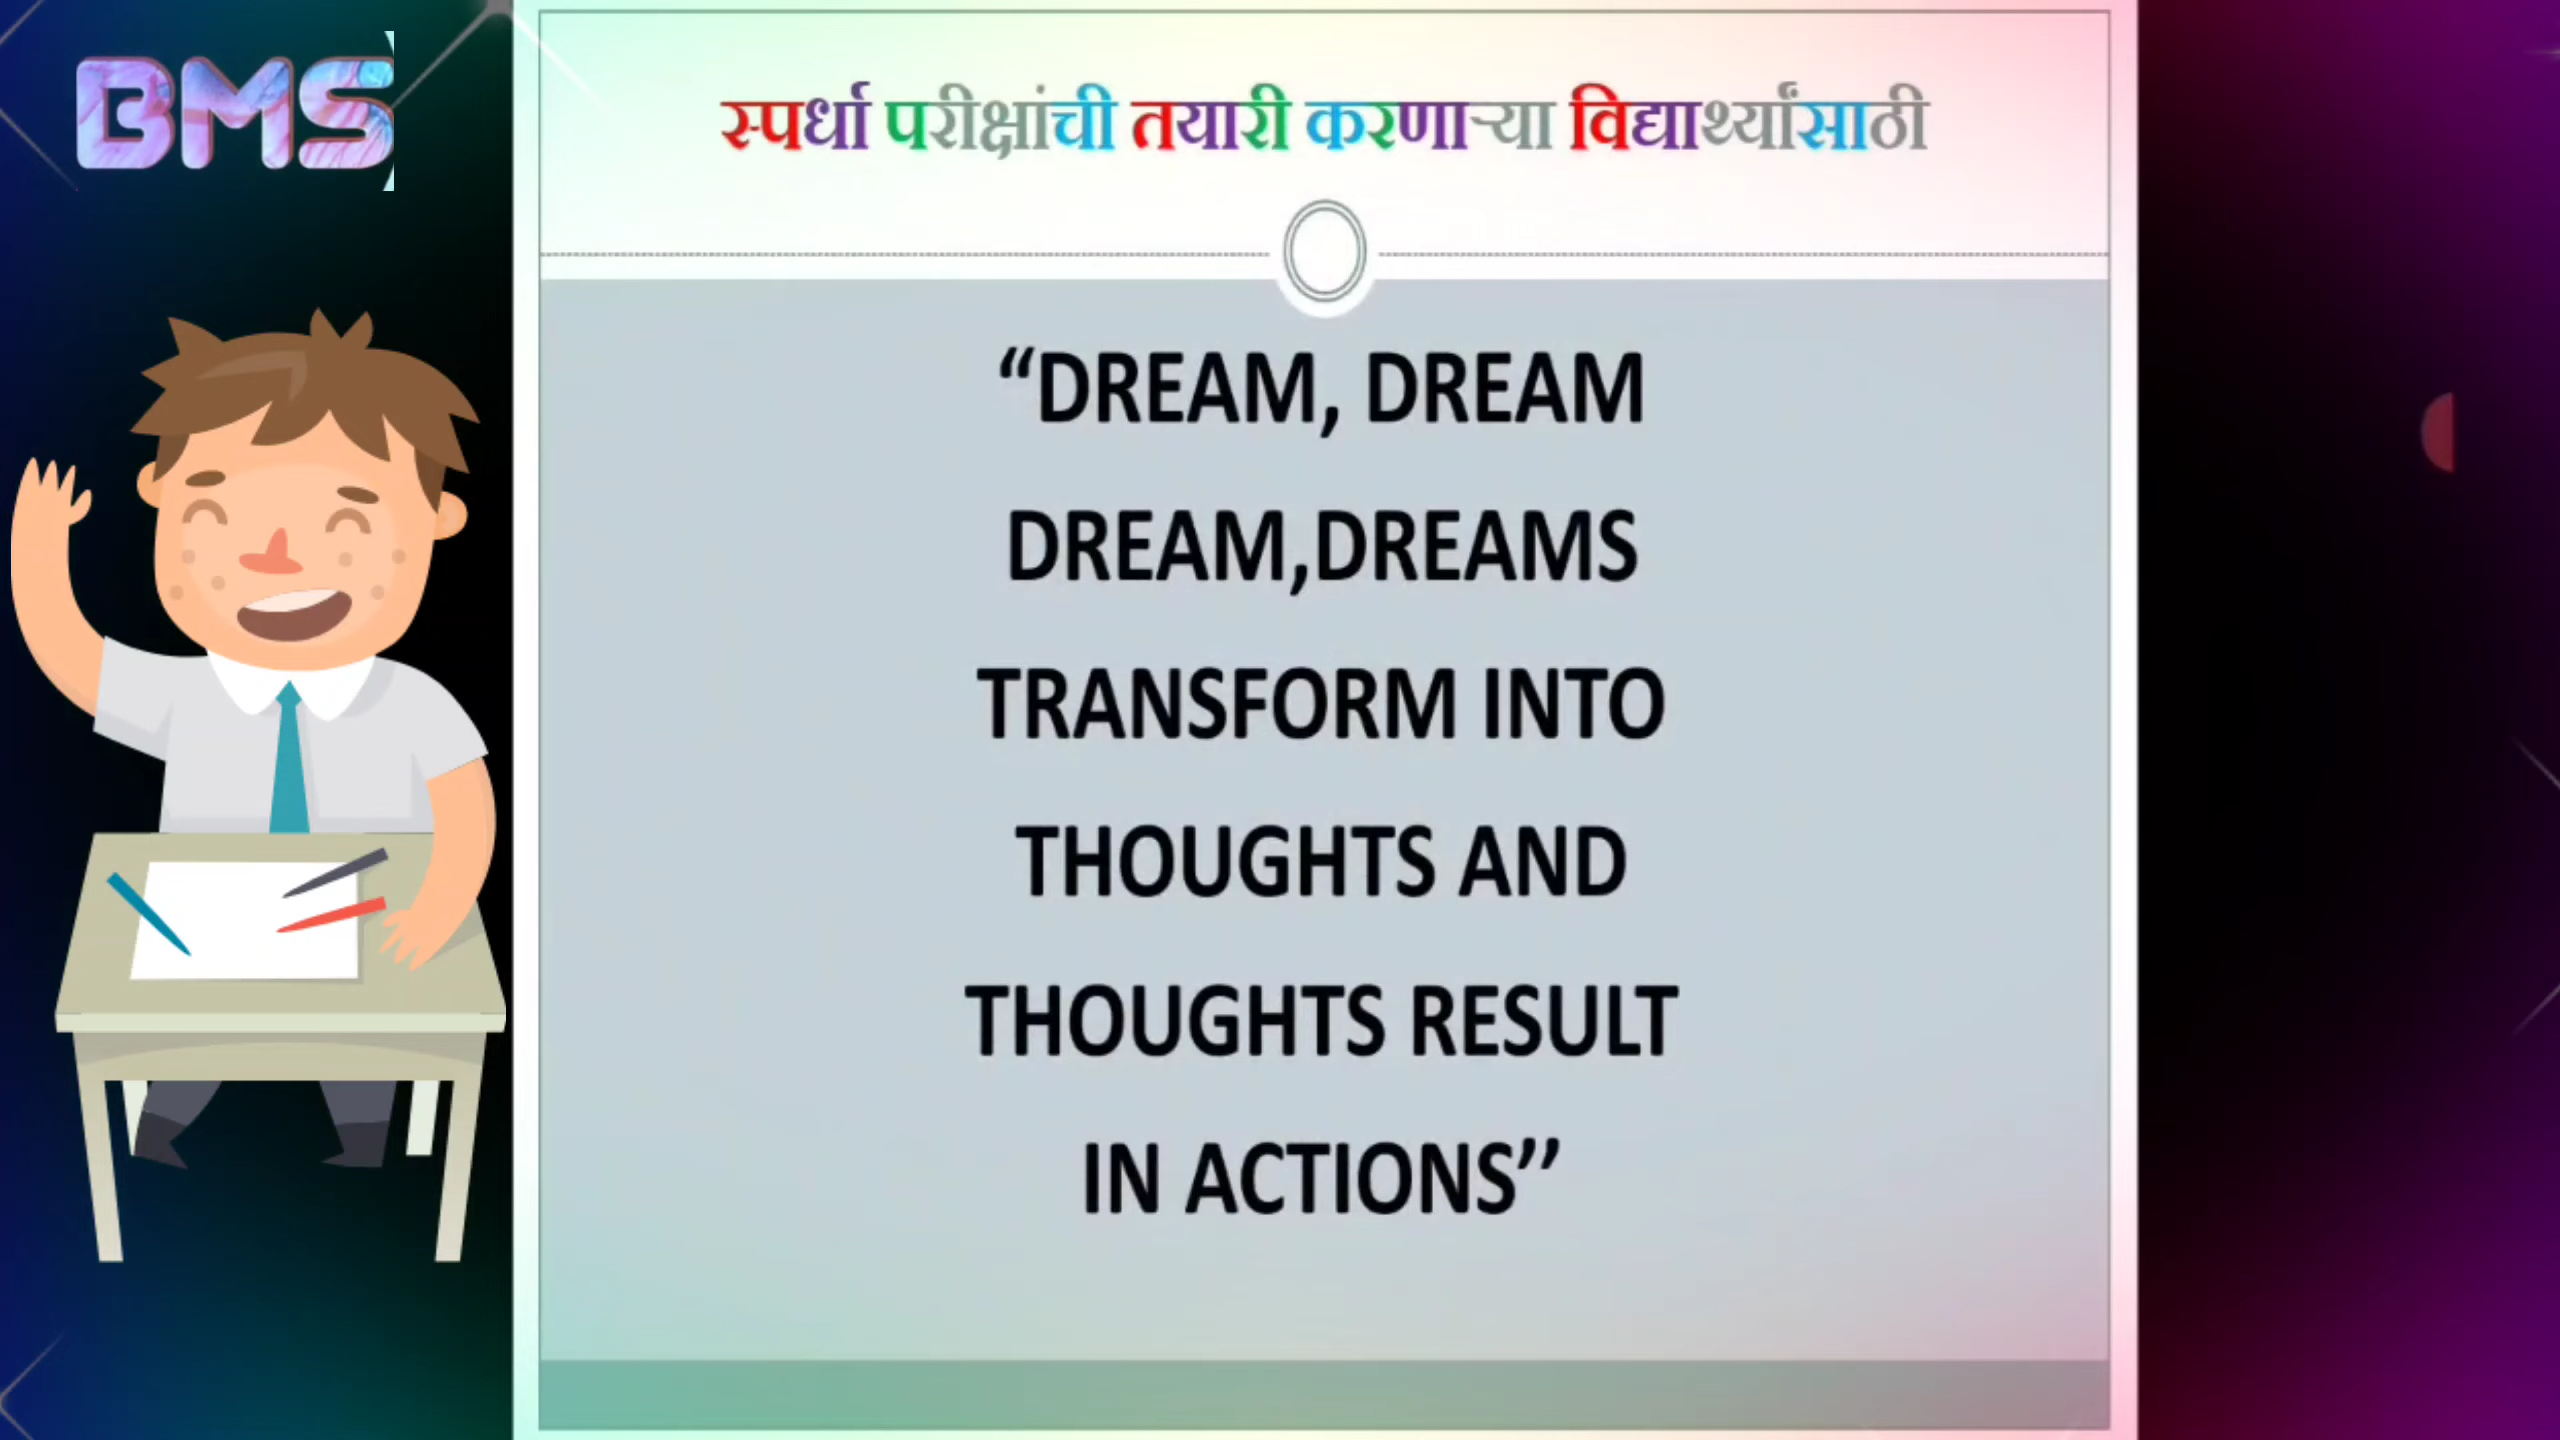 BMS
स्पर्धा परीक्षांची तयारी करणाऱ्या विद्यार्थ्यांसाठी
“DREAM, DREAM
DREAM,DREAMS
TRANSFORM INTO
THOUGHTS AND
THOUGHTS RESULT
IN ACTIONS’’